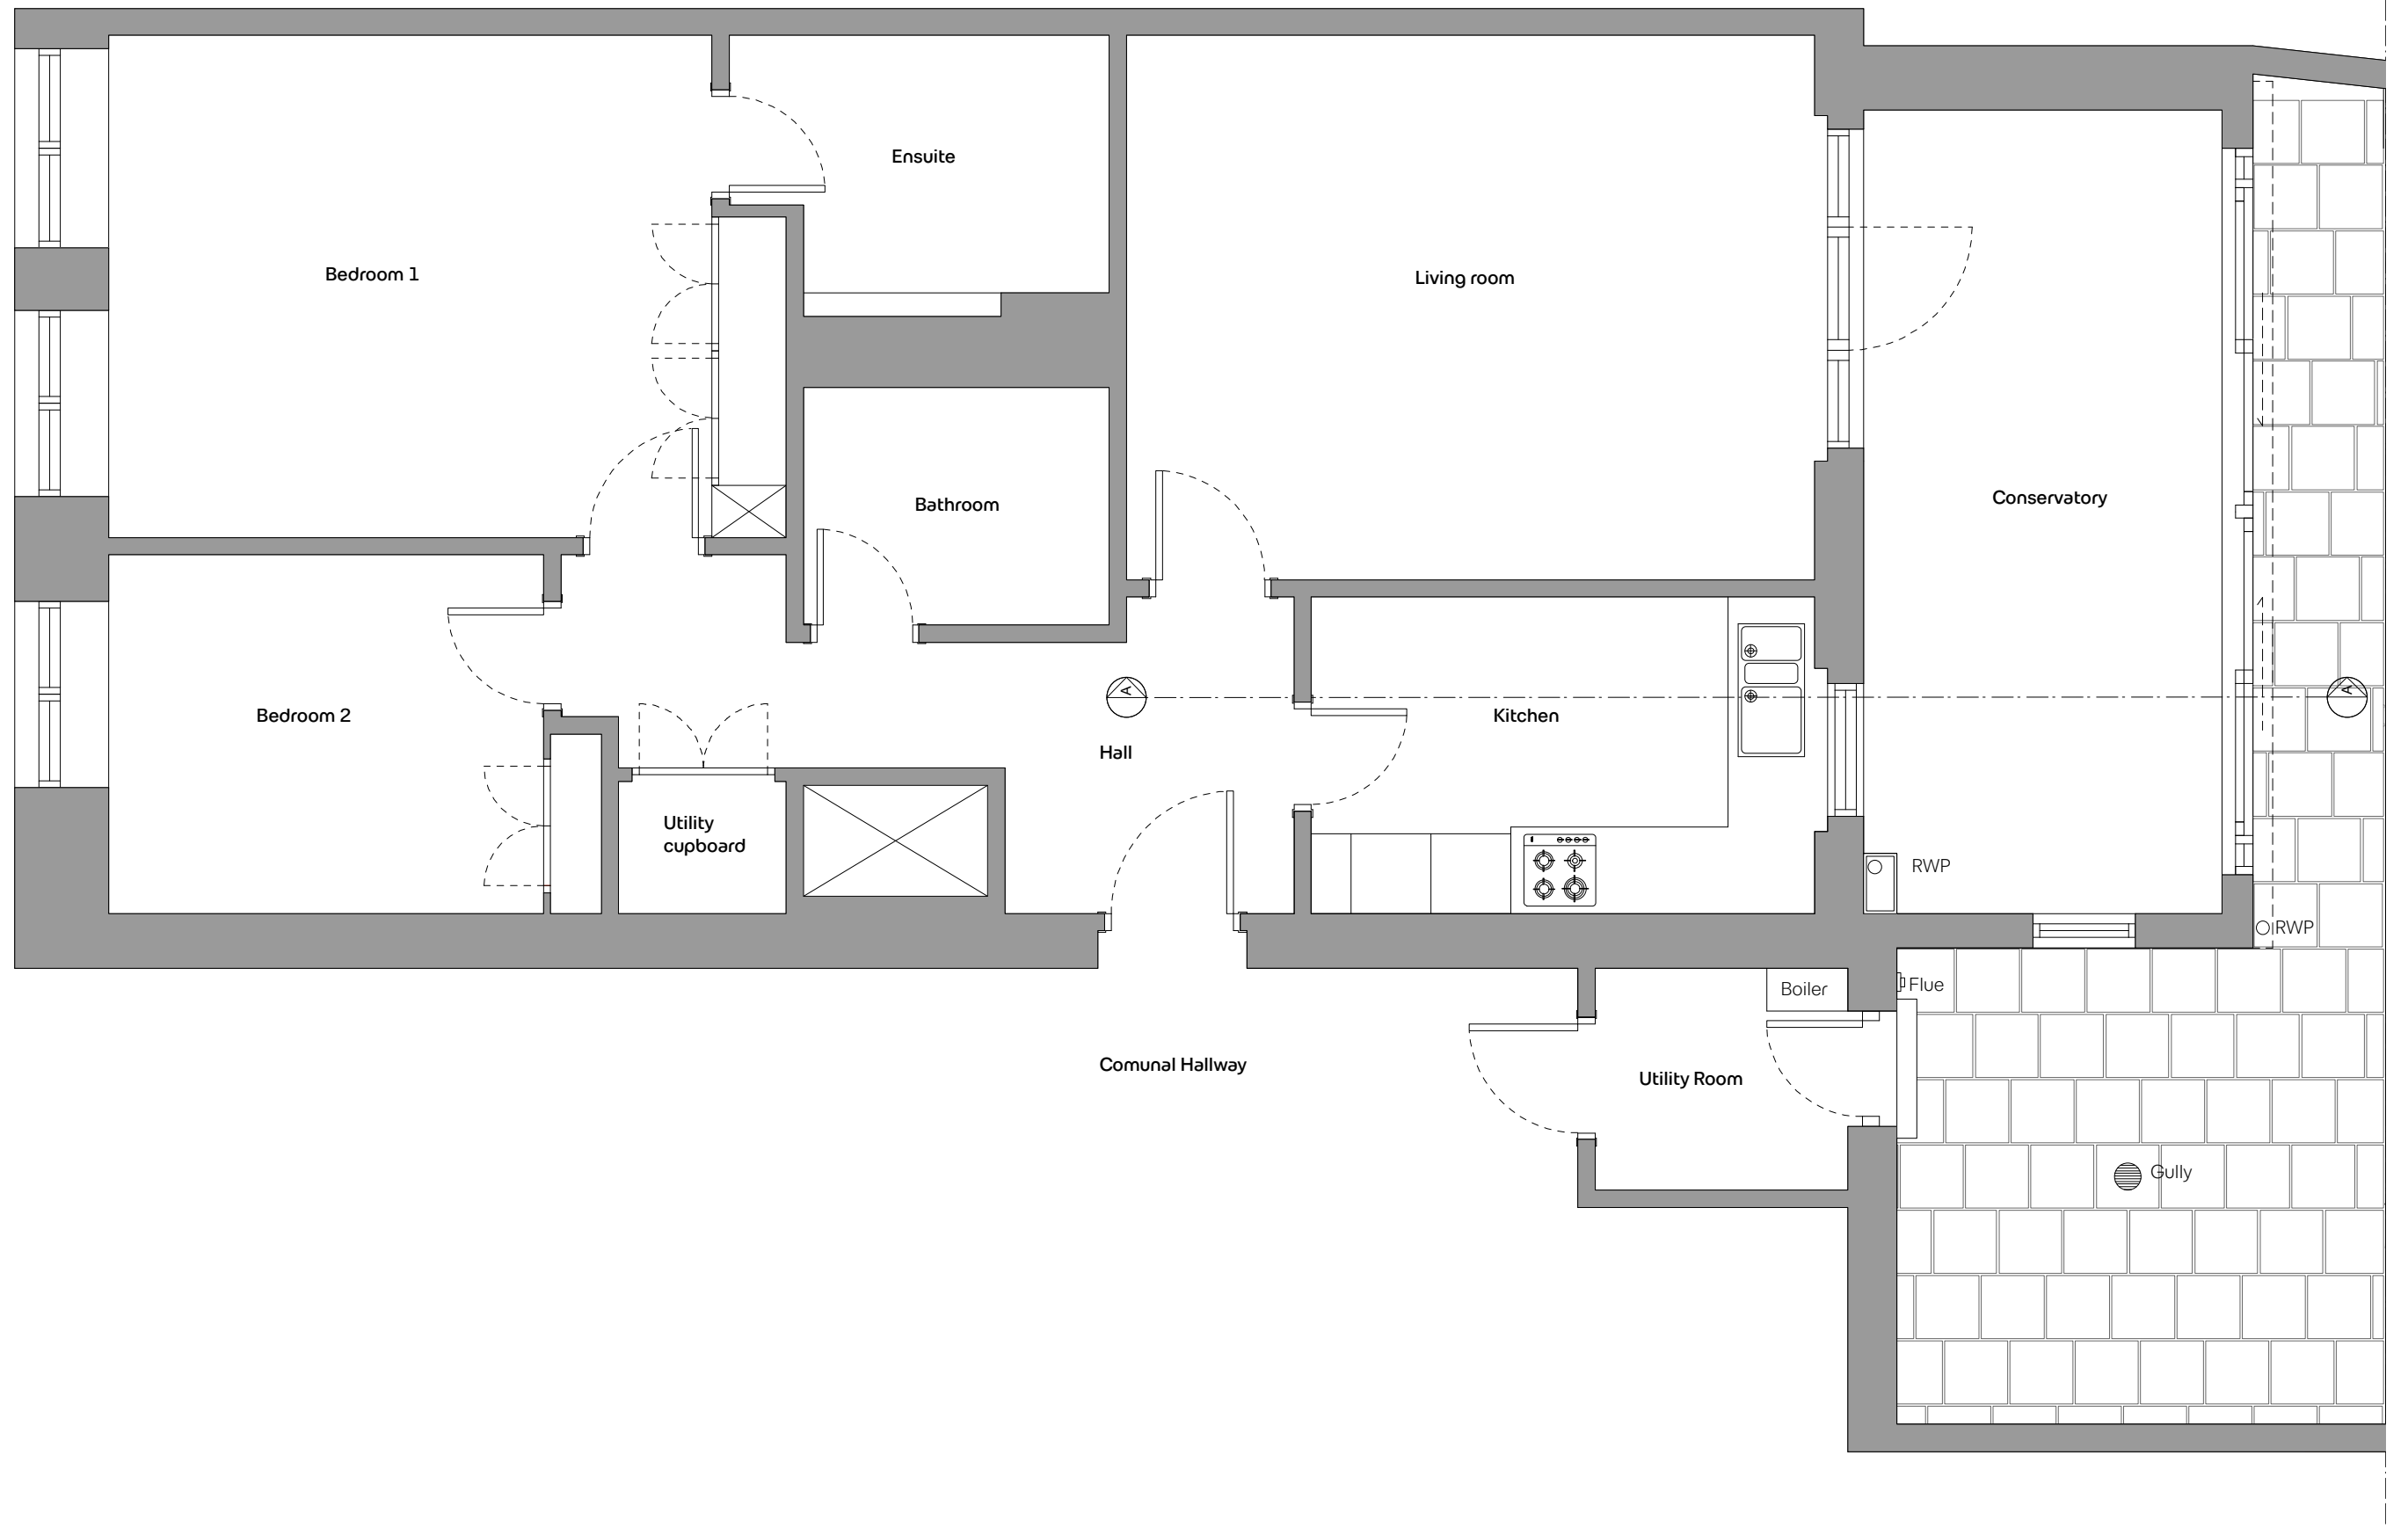 Ensuite
Bedroom 1
Living room
Conservatory
Bathroom
A
A
Bedroom 2
Kitchen
Hall
Utility
cupboard
RWP
RWP
Flue
Boiler
Comunal Hallway
Utility Room
Gully